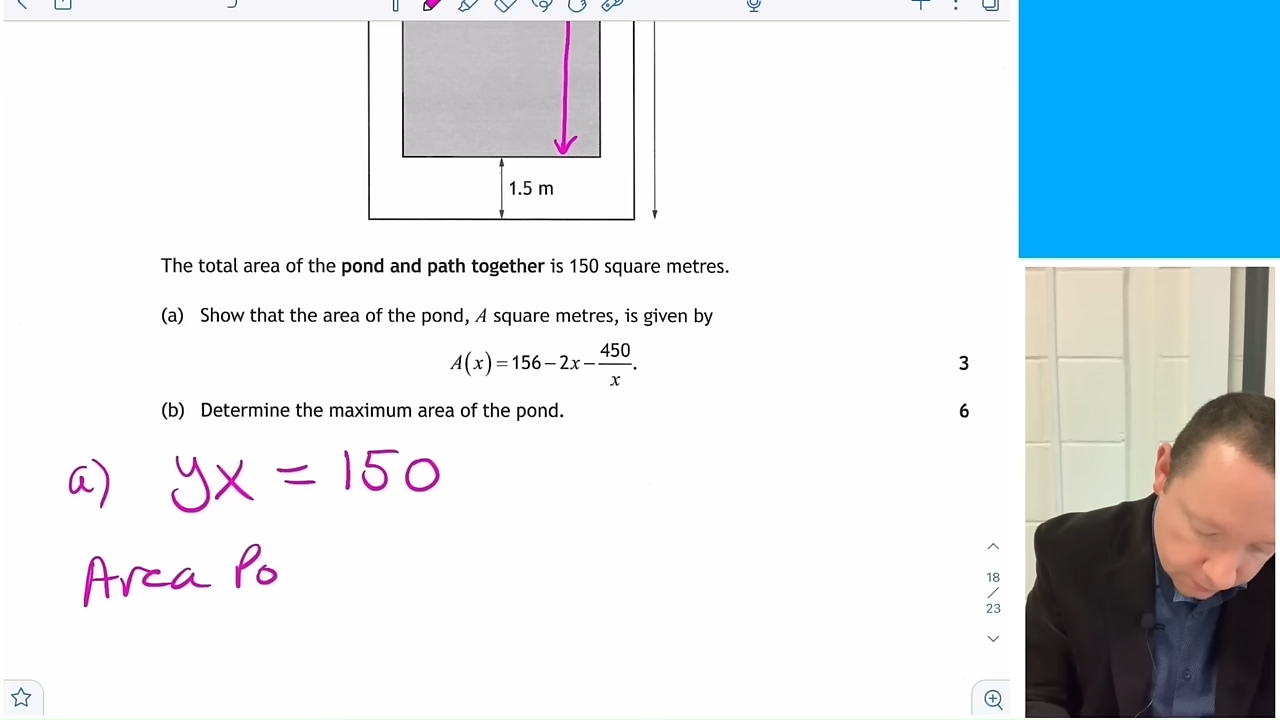 1.5 m
The total area of the pond and path together is 150 square metres.
(a) Show that the area of the pond, A square metres, is given by
A(x) = 156 − 2x − 450/x. 3
(b) Determine the maximum area of the pond. 6
a) yx = 150
Area Po
18
/
23